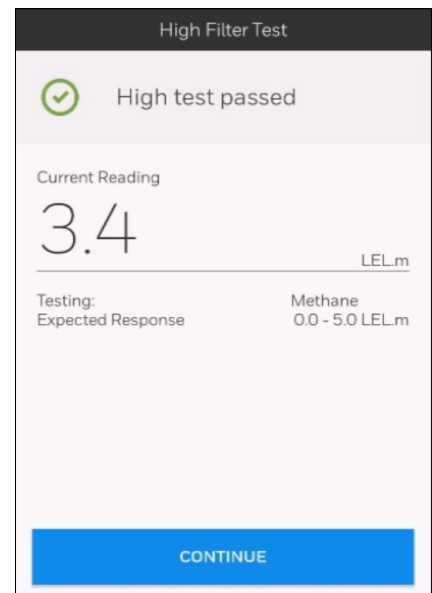 High Filter Test
High test passed
Current Reading
3.4
LEL.m
Testing: Methane
Expected Response 0.0 - 5.0 LEL.m
CONTINUE